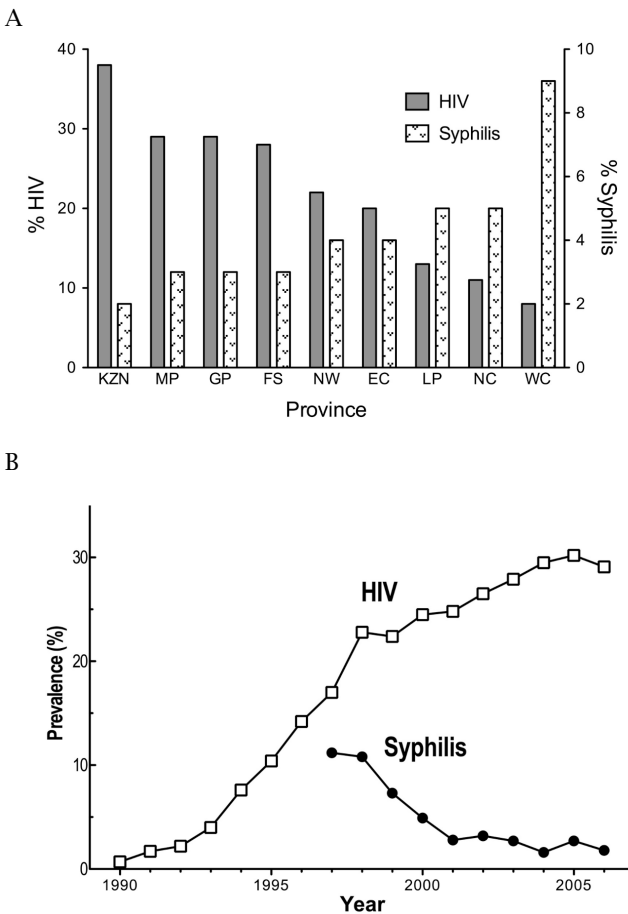 A
40
30
20
10
0
% HIV
HIV
Syphilis
10
8
6
4
2
0
% Syphilis
KZN MP GP FS NW EC LP NC WC
Province
B
30
20
10
0
Prevalence (%)
HIV
Syphilis
1990 1995 2000 2005
Year